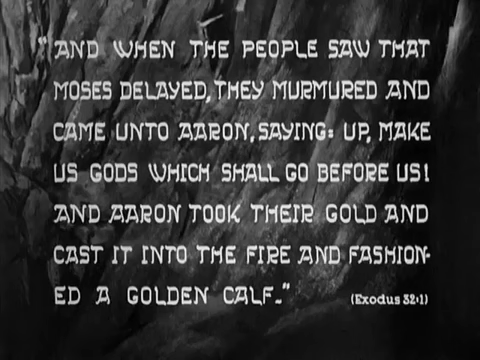 "AND WHEN THE PEOPLE SAW THAT
MOSES DELAYED, THEY MURMURED AND
CAME UNTO AARON, SAYING: UP, MAKE
US GODS WHICH SHALL GO BEFORE US!
AND AARON TOOK THEIR GOLD AND
CAST IT INTO THE FIRE AND FASHION-
ED A GOLDEN CALF."
(Exodus 32:1)